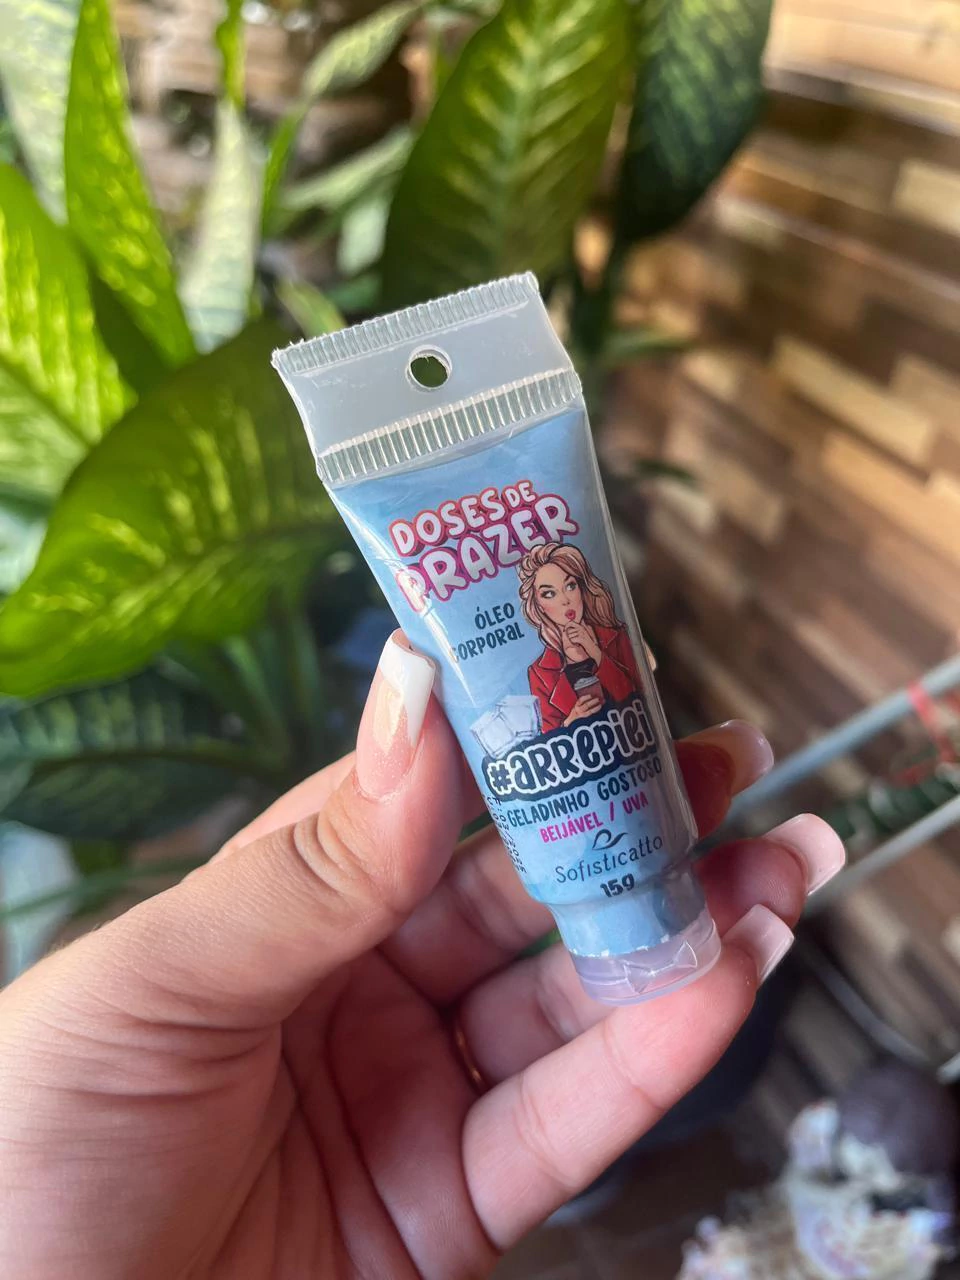 DOSES DE
PRAZER
ÓLEO
CORPORAL
#ARREPIEI
GELADINHO GOSTOSO
BEIJÁVEL / UVA
Sofisticatto
15g